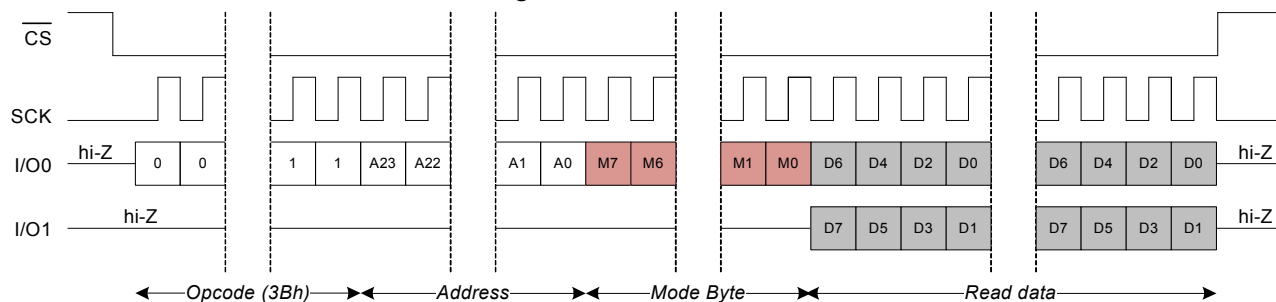 CS
SCK
I/O0 hi-Z 0 0 1 1 A23 A22 A1 A0 M7 M6 M1 M0 D6 D4 D2 D0 D6 D4 D2 D0 hi-Z
hi-Z
I/O1 D7 D5 D3 D1 D7 D5 D3 D1 hi-Z
Opcode (3Bh) Address Mode Byte Read data